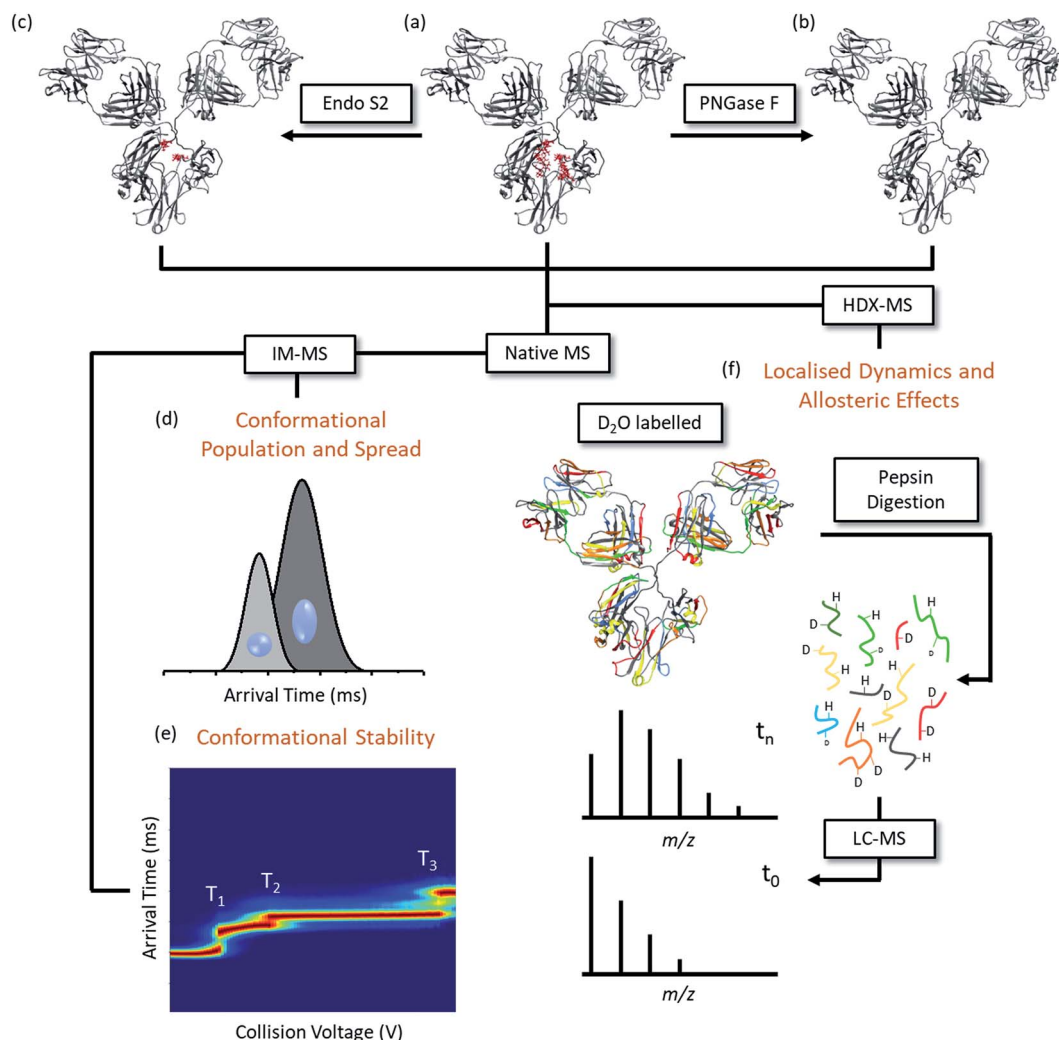 (c)
(a)
(b)
Endo S2
PNGase F
HDX-MS
IM-MS
Native MS
(f)
Localised Dynamics and
Allosteric Effects
(d)
Conformational
Population and Spread
D₂O labelled
Pepsin
Digestion
H
D
H
D
H
D
H
D
D
H
H
H
D
H
D
D
H
D
H
H
D
D
Arrival Time (ms)
tₙ
m/z
LC-MS
t₀
m/z
(e)
Conformational Stability
Arrival Time (ms)
T₁
T₂
T₃
Collision Voltage (V)